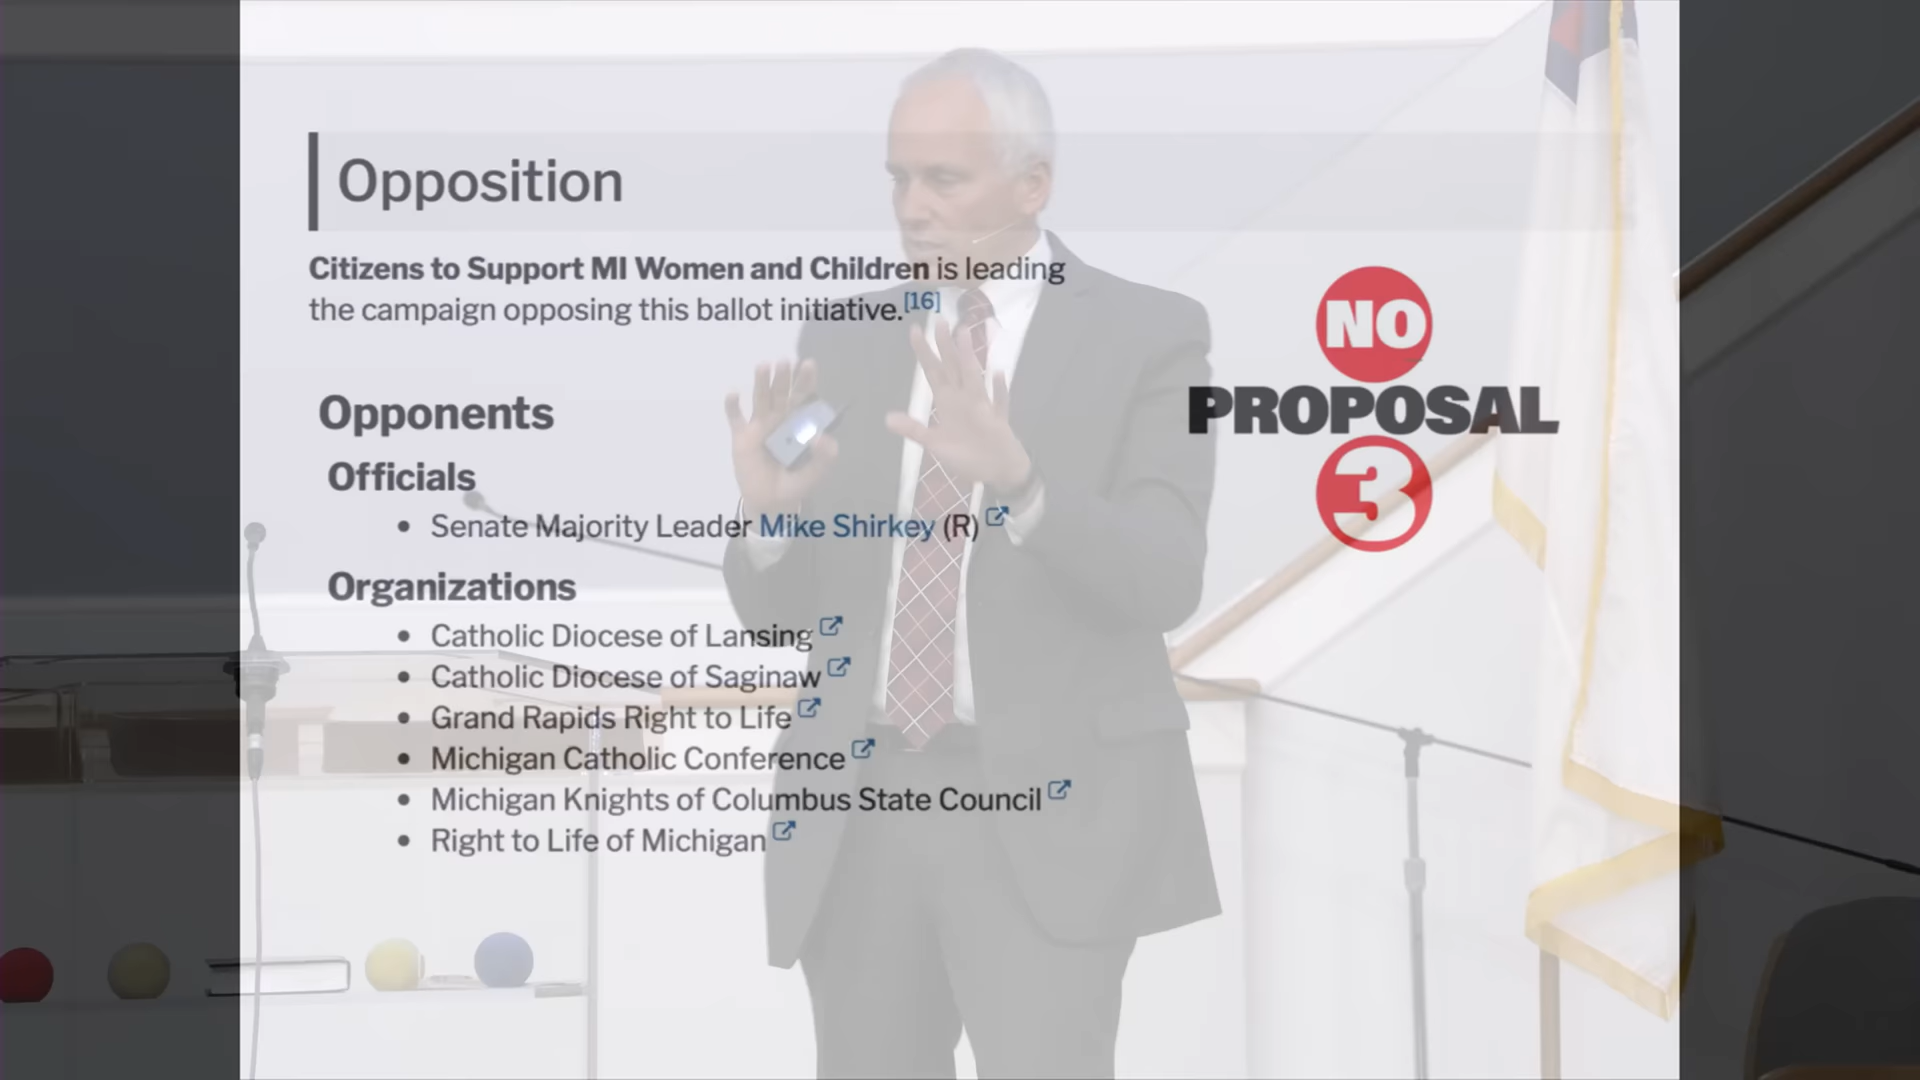 Opposition
Citizens to Support MI Women and Children is leading
the campaign opposing this ballot initiative.[16]
Opponents
Officials
• Senate Majority Leader Mike Shirkey (R)
Organizations
• Catholic Diocese of Lansing
• Catholic Diocese of Saginaw
• Grand Rapids Right to Life
• Michigan Catholic Conference
• Michigan Knights of Columbus State Council
• Right to Life of Michigan
NO
PROPOSAL
3